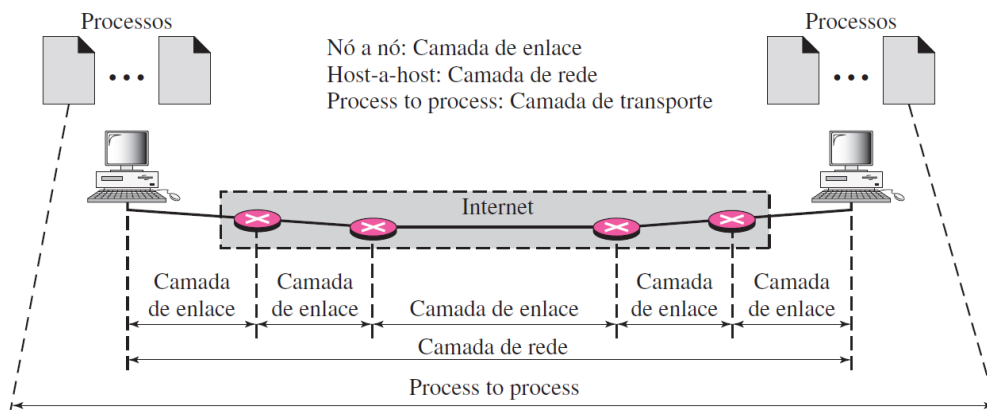 Processos
Processos
Nó a nó: Camada de enlace
Host-a-host: Camada de rede
Process to process: Camada de transporte
Internet
Camada
de enlace
Camada
de enlace
Camada de enlace
Camada
de enlace
Camada
de enlace
Camada de rede
Process to process